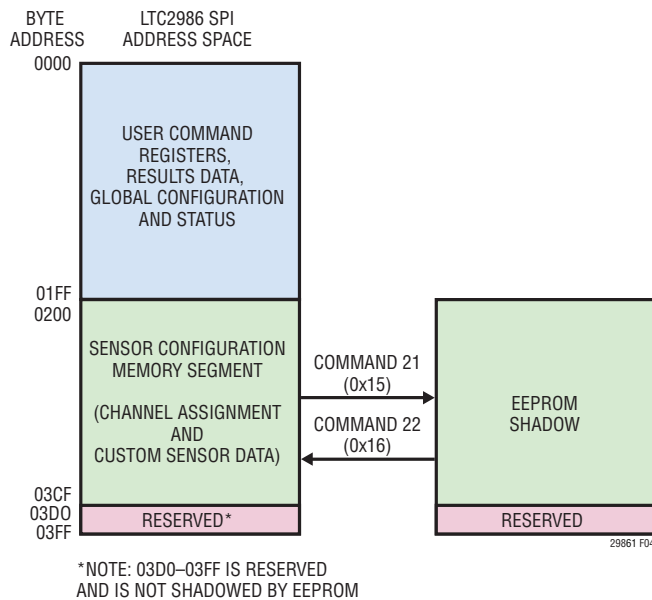 BYTE
ADDRESS
LTC2986 SPI
ADDRESS SPACE
0000
USER COMMAND
REGISTERS,
RESULTS DATA,
GLOBAL CONFIGURATION
AND STATUS
01FF
0200
SENSOR CONFIGURATION
MEMORY SEGMENT
(CHANNEL ASSIGNMENT
AND
CUSTOM SENSOR DATA)
COMMAND 21
(0x15)
COMMAND 22
(0x16)
EEPROM
SHADOW
03CF
03D0
03FF
RESERVED*
RESERVED
29861 F04
*NOTE: 03D0–03FF IS RESERVED
AND IS NOT SHADOWED BY EEPROM